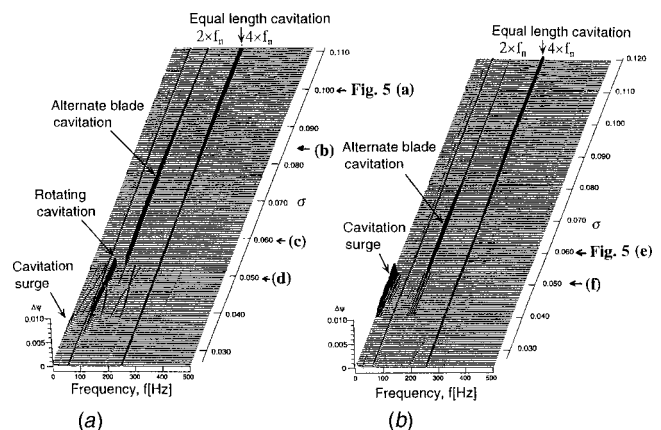 Equal length cavitation
2×fn 4×fn
0.110
0.100 Fig. 5 (a)
Alternate blade
cavitation
0.090
(b)
0.080
Rotating
cavitation
0.070
σ
0.060 (c)
Cavitation
surge
0.050 (d)
Δψ
0.010
0.040
0.005
0.030
0.000
0 100 200 300 400 500
Frequency, f[Hz]
(a)
Equal length cavitation
2×fn 4×fn
0.120
0.110
0.100
Alternate blade
cavitation
0.090
0.080
Cavitation
surge
0.070
σ
0.060 Fig. 5 (e)
0.050 (f)
Δψ
0.010
0.040
0.005
0.030
0.000
0 100 200 300 400 500
Frequency, f[Hz]
(b)